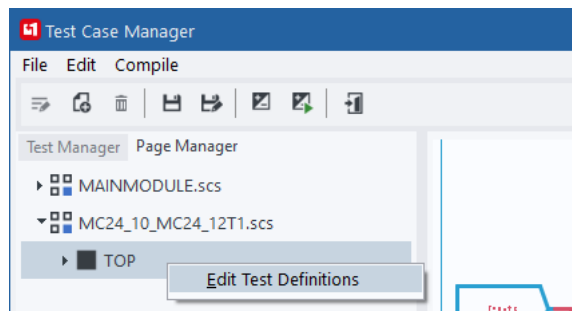 Test Case Manager
File Edit Compile
Test Manager Page Manager
MAINMODULE.scs
MC24_10_MC24_12T1.scs
TOP
Edit Test Definitions